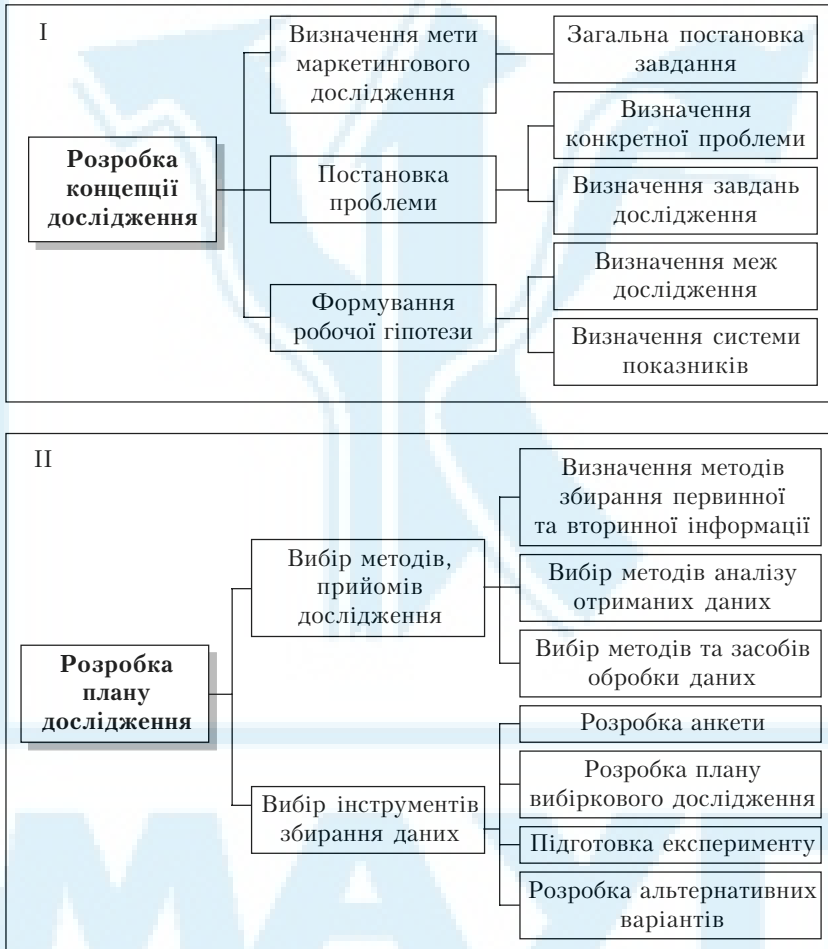 I
Визначення мети
маркетингового
дослідження
Загальна постановка
завдання
Розробка
концепції
дослідження
Постановка
проблеми
Визначення
конкретної проблеми
Визначення завдань
дослідження
Формування
робочої гіпотези
Визначення меж
дослідження
Визначення системи
показників
II
Розробка
плану
дослідження
Вибір методів,
прийомів
дослідження
Визначення методів
збирання первинної
та вторинної інформації
Вибір методів аналізу
отриманих даних
Вибір методів та засобів
обробки даних
Вибір інструментів
збирання даних
Розробка анкети
Розробка плану
вибіркового дослідження
Підготовка експерименту
Розробка альтернативних
варіантів
МАУП